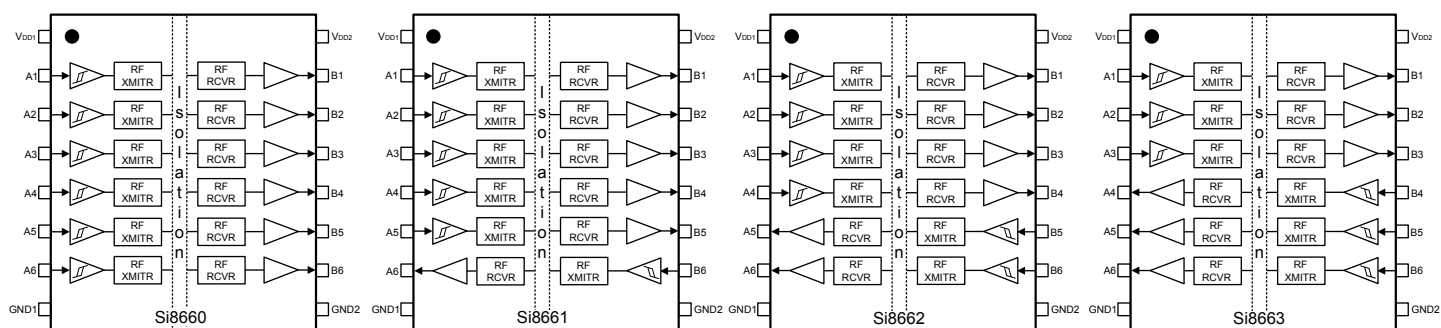 VDD1 VDD2
A1 RF XMITR RF RCVR B1
A2 RF XMITR RF RCVR B2
A3 RF XMITR RF RCVR B3
A4 RF XMITR RF RCVR B4
A5 RF XMITR RF RCVR B5
A6 RF XMITR RF RCVR B6
Isolation
GND1 GND2
Si8660
VDD1 VDD2
A1 RF XMITR RF RCVR B1
A2 RF XMITR RF RCVR B2
A3 RF XMITR RF RCVR B3
A4 RF XMITR RF RCVR B4
A5 RF XMITR RF RCVR B5
A6 RF RCVR RF XMITR B6
Isolation
GND1 GND2
Si8661
VDD1 VDD2
A1 RF XMITR RF RCVR B1
A2 RF XMITR RF RCVR B2
A3 RF XMITR RF RCVR B3
A4 RF XMITR RF RCVR B4
A5 RF RCVR RF XMITR B5
A6 RF RCVR RF XMITR B6
Isolation
GND1 GND2
Si8662
VDD1 VDD2
A1 RF XMITR RF RCVR B1
A2 RF XMITR RF RCVR B2
A3 RF XMITR RF RCVR B3
A4 RF RCVR RF XMITR B4
A5 RF RCVR RF XMITR B5
A6 RF RCVR RF XMITR B6
Isolation
GND1 GND2
Si8663